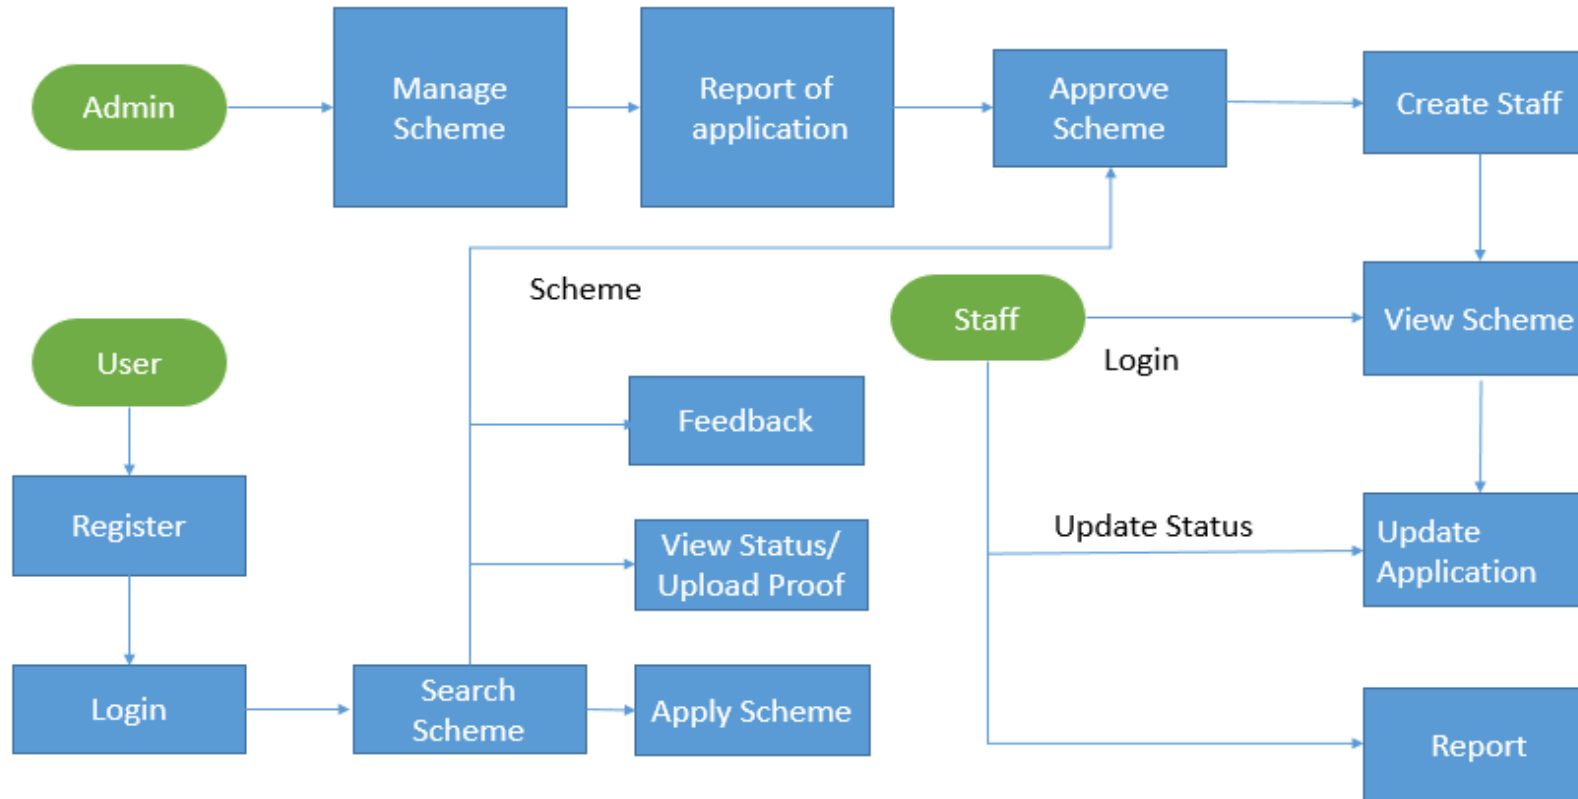 Admin
Manage
Scheme
Report of
application
Approve
Scheme
Create Staff
Scheme
Staff
View Scheme
Login
User
Feedback
Register
View Status/
Upload Proof
Update Status
Update
Application
Login
Search
Scheme
Apply Scheme
Report